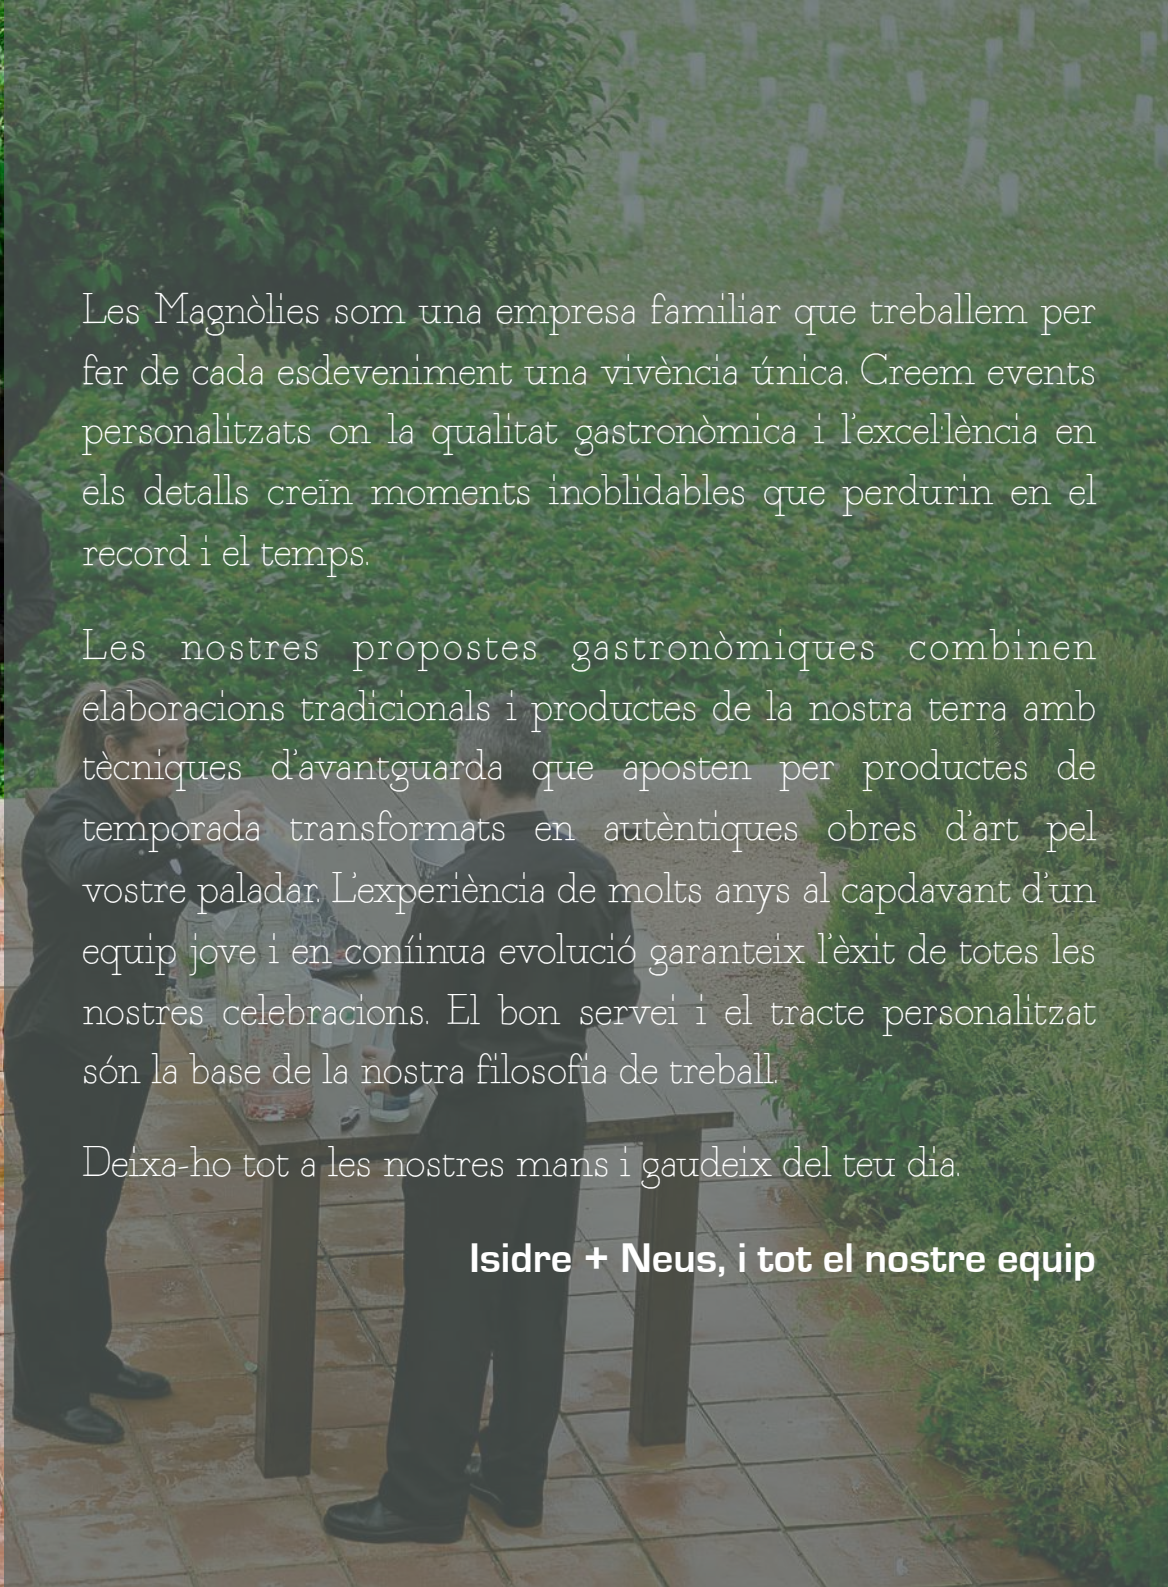 Les Magnòlies som una empresa familiar que treballem per
fer de cada esdeveniment una vivència única. Creem events
personalitzats on la qualitat gastronòmica i l'excel·lència en
els detalls creïn moments inoblidables que perdurin en el
record i el temps.
Les nostres propostes gastronòmiques combinen
elaboracions tradicionals i productes de la nostra terra amb
tècniques d'avantguarda que aposten per productes de
temporada transformats en autèntiques obres d'art pel
vostre paladar. L'experiència de molts anys al capdavant d'un
equip jove i en coníinua evolució garanteix l'èxit de totes les
nostres celebracions. El bon servei i el tracte personalitzat
són la base de la nostra filosofia de treball.
Deixa-ho tot a les nostres mans i gaudeix del teu dia.
Isidre + Neus, i tot el nostre equip